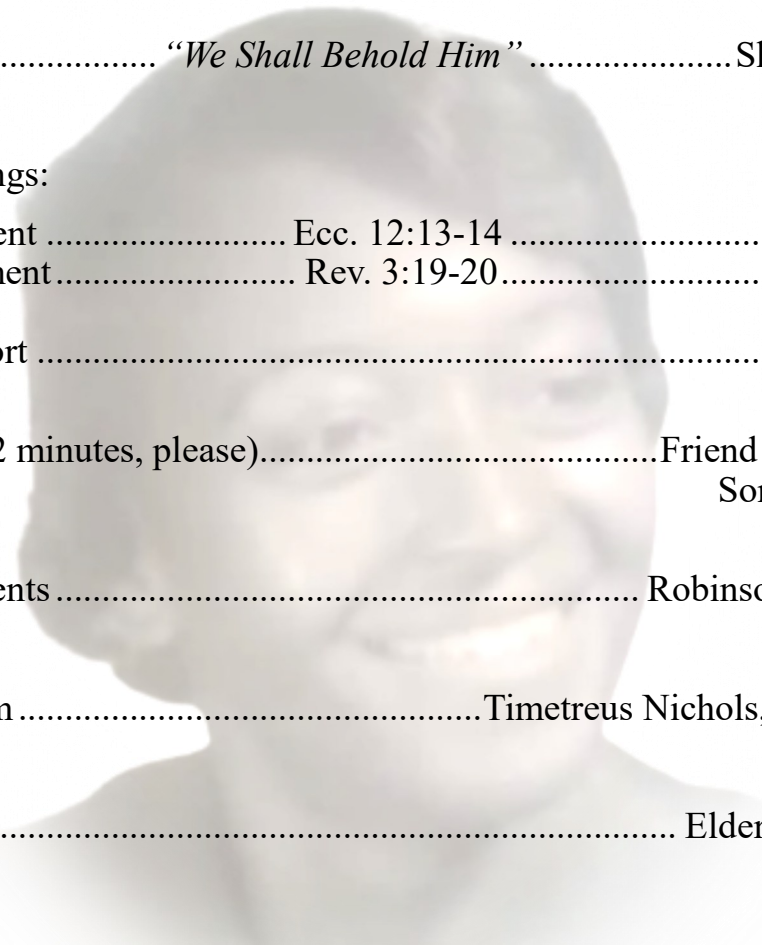 ................. “We Shall Behold Him” ...................... Sh
ngs:
ent .......................... Ecc. 12:13-14 ...........................
ment.......................... Rev. 3:19-20............................
ort ..............................................................................
2 minutes, please)...........................................Friend
Son
ents ............................................................... Robinso
m..................................................Timetreus Nichols,
......................................................................... Elder